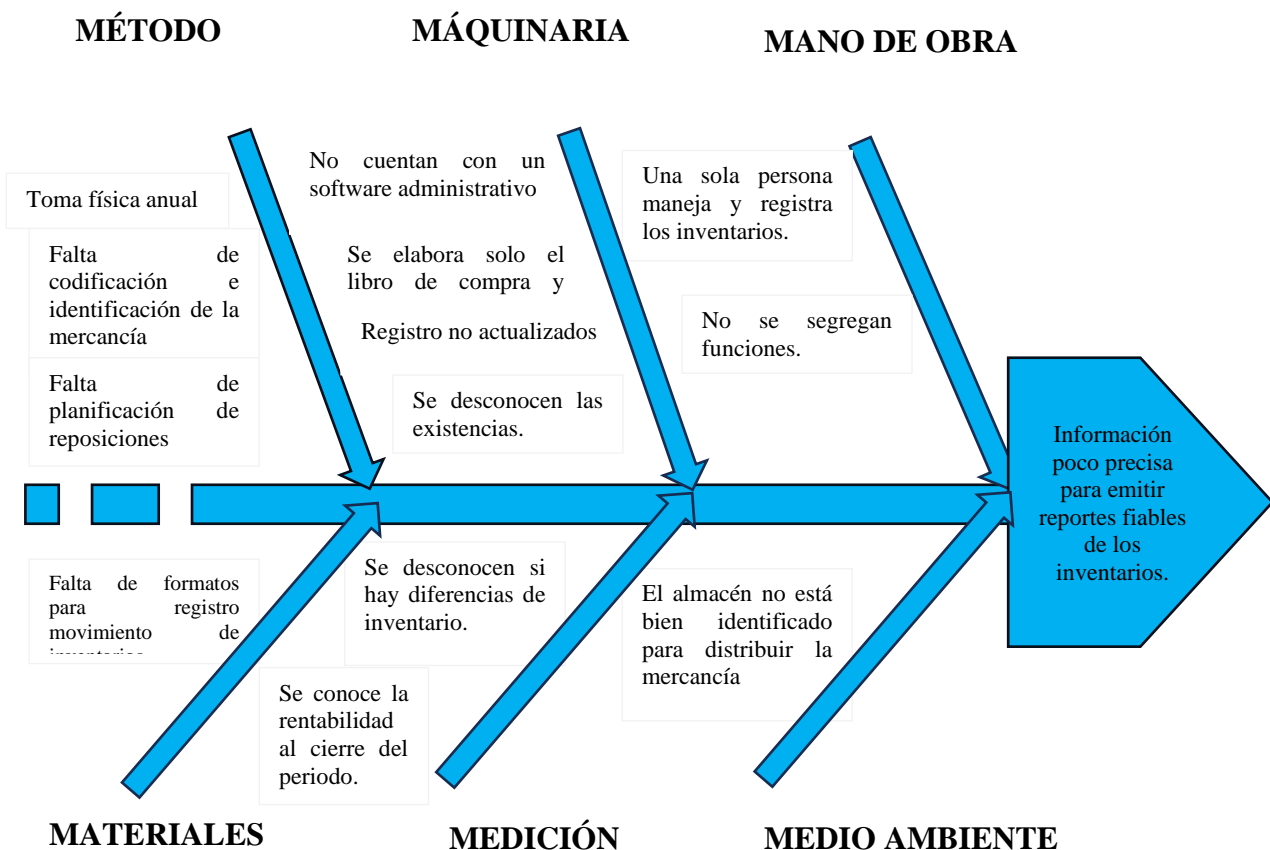 MÉTODO
MÁQUINARIA
MANO DE OBRA
Toma física anual
Falta de
codificación e
identificación de la
mercancía
Falta de
planificación de
reposiciones
No cuentan con un
software administrativo
Se elabora solo el
libro de compra y
Registro no actualizados
Se desconocen las
existencias.
Una sola persona
maneja y registra
los inventarios.
No se segregan
funciones.
Información
poco precisa
para emitir
reportes fiables
de los
inventarios.
Falta de formatos
para registro
movimiento de
Se desconocen si
hay diferencias de
inventario.
Se conoce la
rentabilidad
al cierre del
periodo.
El almacén no está
bien identificado
para distribuir la
mercancía
MATERIALES
MEDICIÓN
MEDIO AMBIENTE